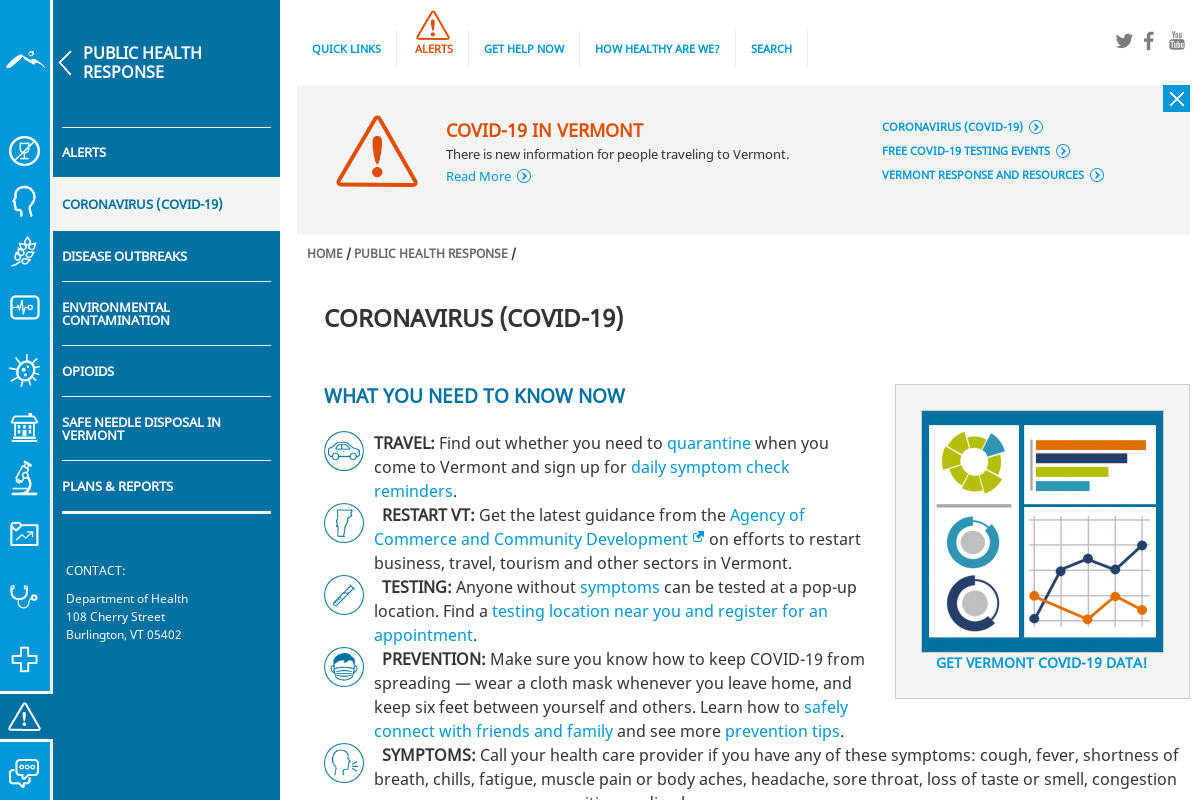 PUBLIC HEALTH
RESPONSE
ALERTS
CORONAVIRUS (COVID-19)
DISEASE OUTBREAKS
ENVIRONMENTAL
CONTAMINATION
OPIOIDS
SAFE NEEDLE DISPOSAL IN
VERMONT
PLANS & REPORTS
CONTACT:
Department of Health
108 Cherry Street
Burlington, VT 05402
QUICK LINKS
ALERTS
GET HELP NOW
HOW HEALTHY ARE WE?
SEARCH
You
Tube
COVID-19 IN VERMONT
There is new information for people traveling to Vermont.
Read More
CORONAVIRUS (COVID-19)
FREE COVID-19 TESTING EVENTS
VERMONT RESPONSE AND RESOURCES
HOME / PUBLIC HEALTH RESPONSE /
CORONAVIRUS (COVID-19)
WHAT YOU NEED TO KNOW NOW
TRAVEL: Find out whether you need to quarantine when you
come to Vermont and sign up for daily symptom check
reminders.
RESTART VT: Get the latest guidance from the Agency of
Commerce and Community Development on efforts to restart
business, travel, tourism and other sectors in Vermont.
TESTING: Anyone without symptoms can be tested at a pop-up
location. Find a testing location near you and register for an
appointment.
PREVENTION: Make sure you know how to keep COVID-19 from
spreading — wear a cloth mask whenever you leave home, and
keep six feet between yourself and others. Learn how to safely
connect with friends and family and see more prevention tips.
SYMPTOMS: Call your health care provider if you have any of these symptoms: cough, fever, shortness of
breath, chills, fatigue, muscle pain or body aches, headache, sore throat, loss of taste or smell, congestion
GET VERMONT COVID-19 DATA!